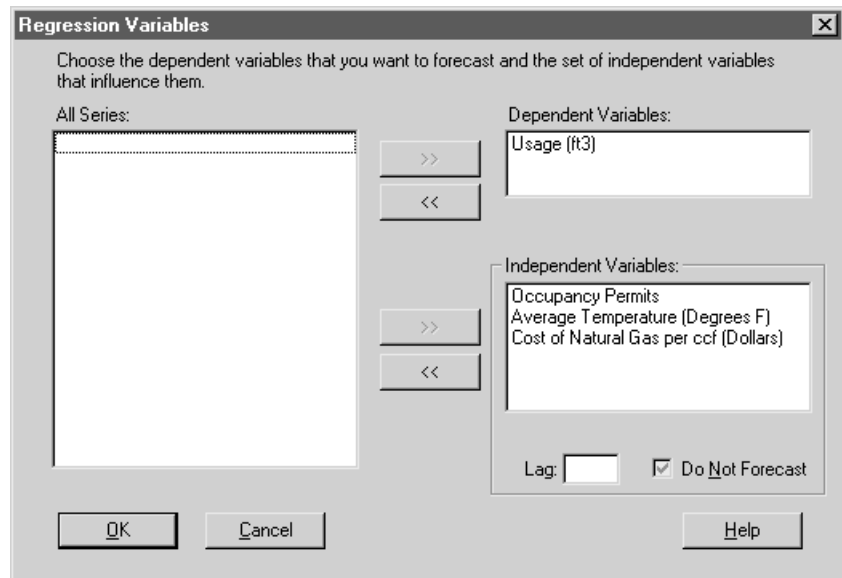 Regression Variables
Choose the dependent variables that you want to forecast and the set of independent variables
that influence them.
All Series:
Dependent Variables:
>>
Usage (ft3)
<<
Independent Variables:
Occupancy Permits
Average Temperature (Degrees F)
>>
Cost of Natural Gas per ccf (Dollars)
<<
Lag:
Do Not Forecast
OK
Cancel
Help